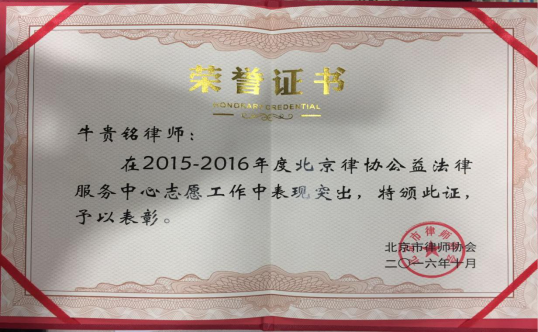 荣誉证书
HONORARY CREDENTIAL
牛贵铭律师：
在2015-2016年度北京律协公益法律
服务中心志愿工作中表现突出，特颁此证，
予以表彰。
北京市律师协会
二〇一六年十月